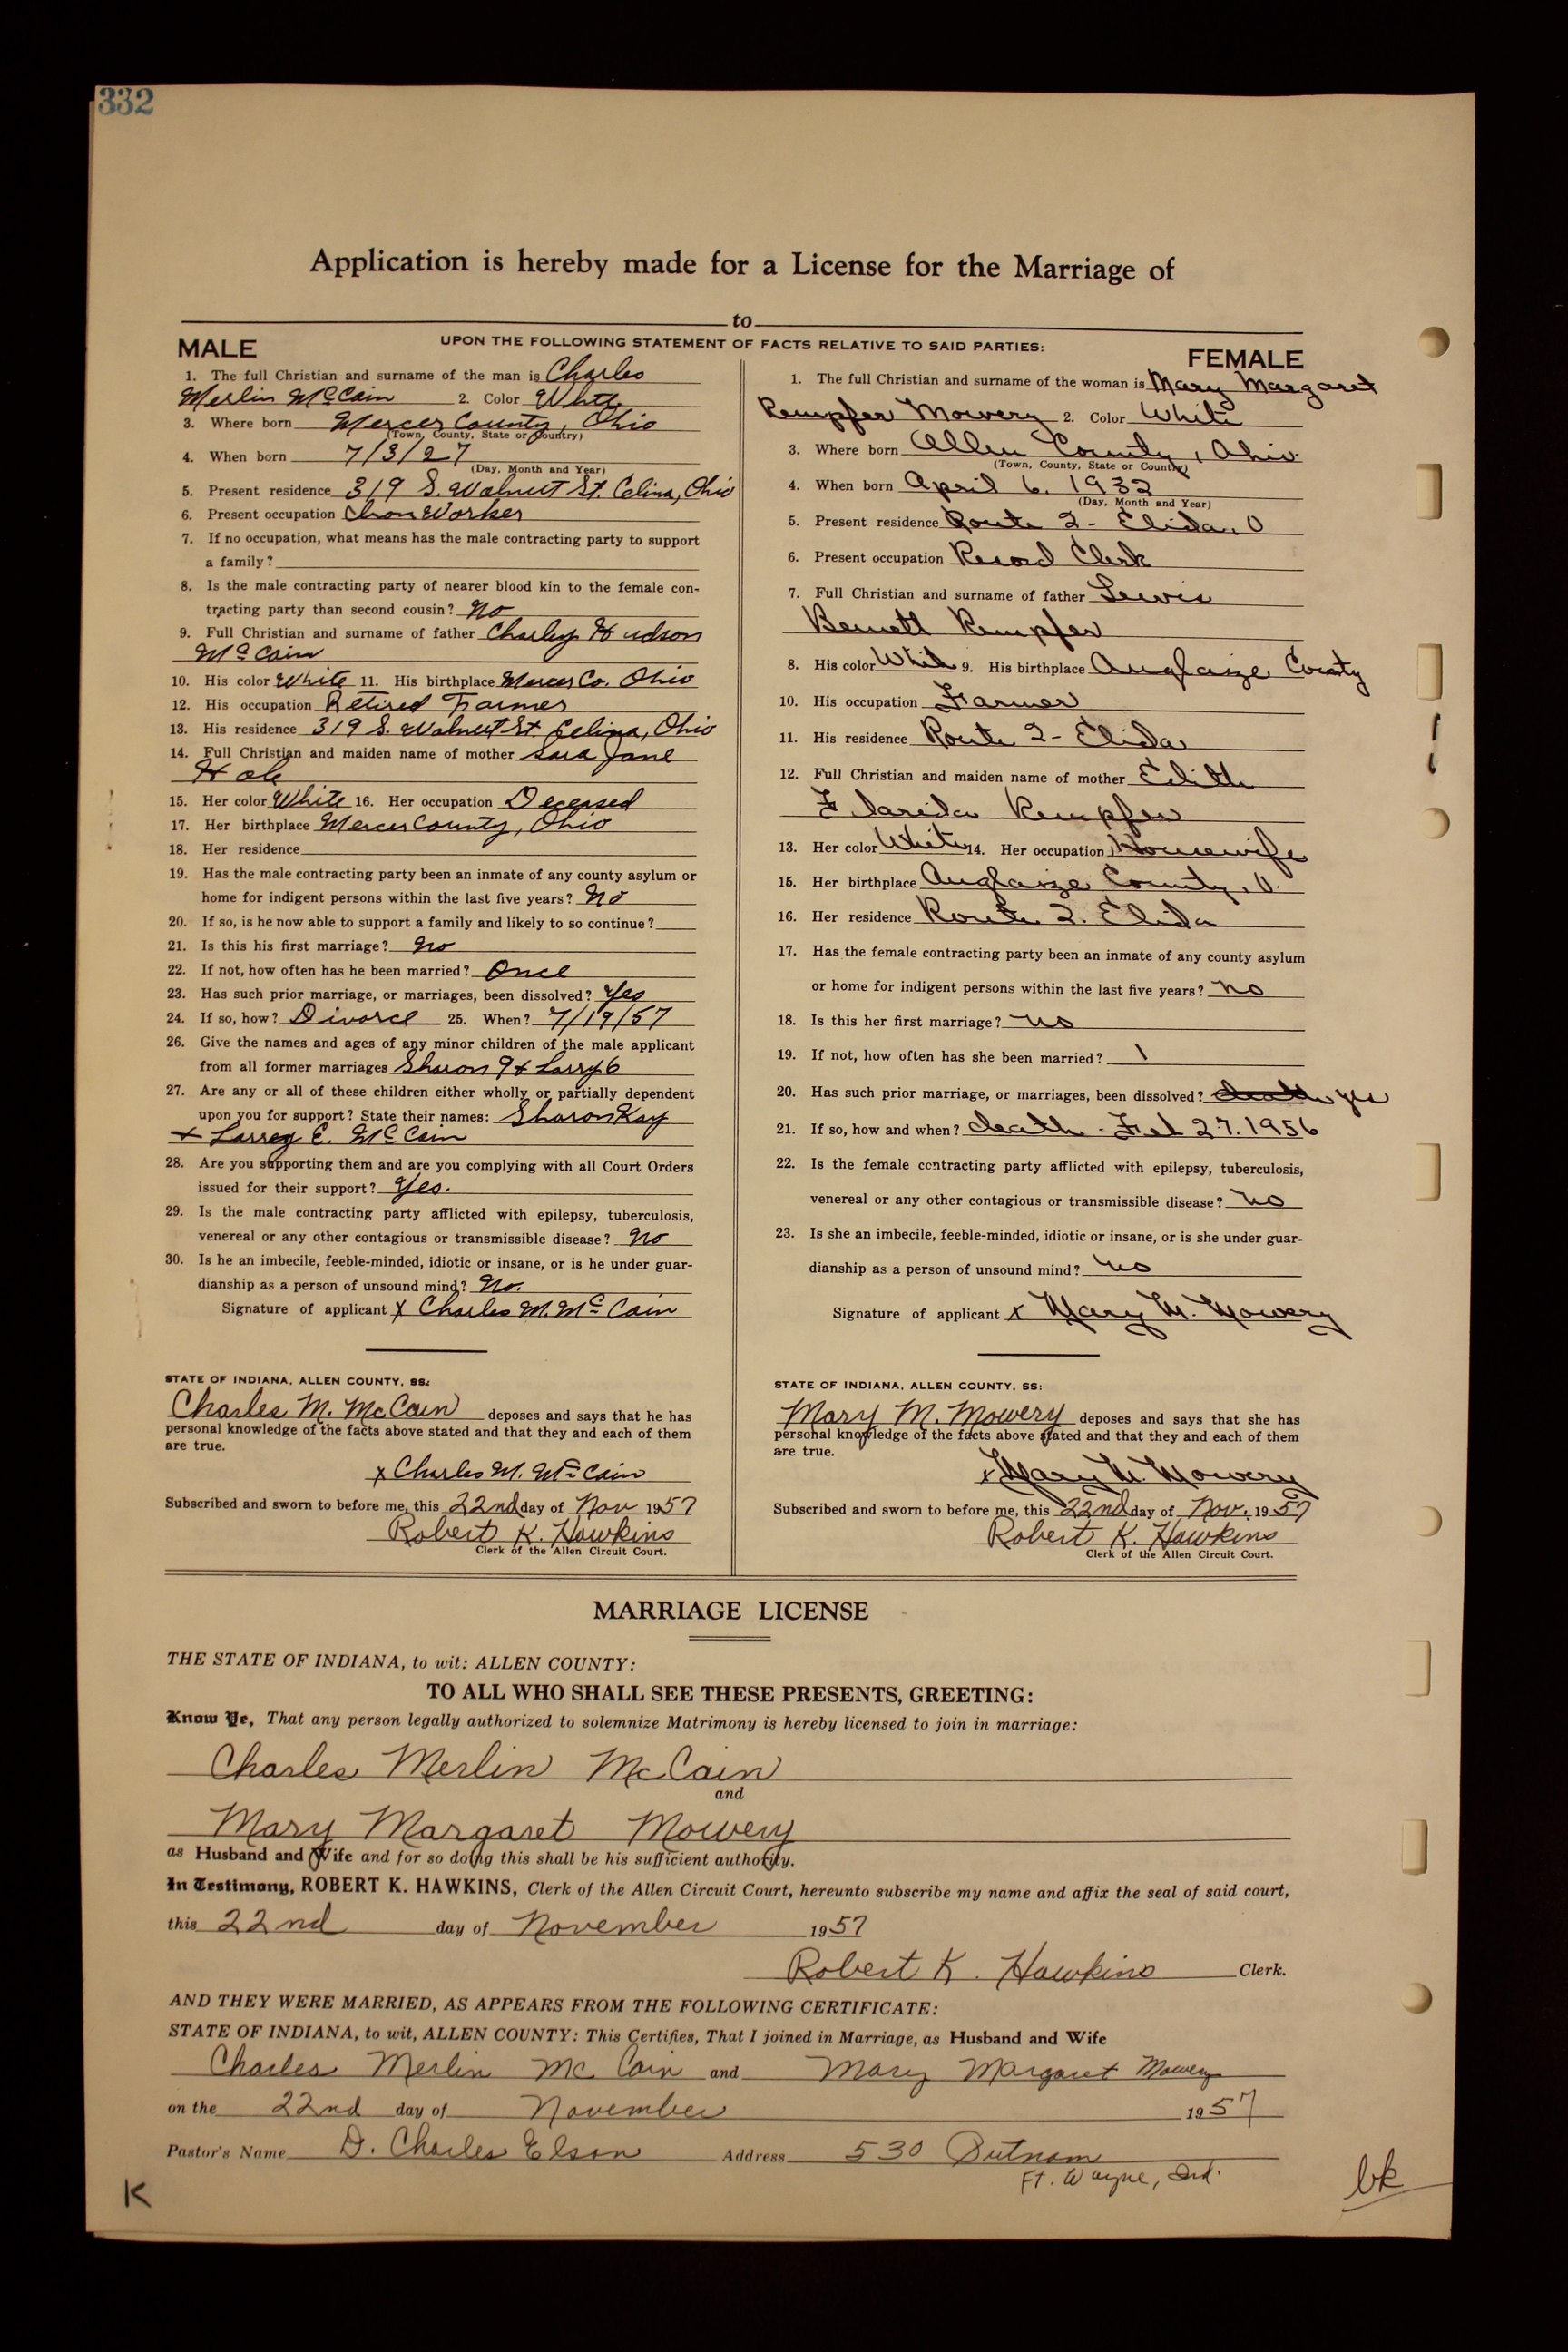 332
Application is hereby made for a License for the Marriage of
to
UPON THE FOLLOWING STATEMENT OF FACTS RELATIVE TO SAID PARTIES:
MALE
1. The full Christian and surname of the man is Charles
Merlin McCain 2. Color White
3. Where born Mercer County, Ohio
(Town, County, State or Country)
4. When born 7/3/27
(Day, Month and Year)
5. Present residence 319 S. Walnut St. Celina, Ohio
6. Present occupation Iron Worker
7. If no occupation, what means has the male contracting party to support
a family?
8. Is the male contracting party of nearer blood kin to the female con-
tracting party than second cousin? No
9. Full Christian and surname of father Charley Hudson
McCain
10. His color White 11. His birthplace Mercer Co. Ohio
12. His occupation Retired Farmer
13. His residence 319 S. Walnut St. Celina, Ohio
14. Full Christian and maiden name of mother Sara Jane
Hole
15. Her color White 16. Her occupation Deceased
17. Her birthplace Mercer County, Ohio
18. Her residence
19. Has the male contracting party been an inmate of any county asylum or
home for indigent persons within the last five years? No
20. If so, is he now able to support a family and likely to so continue?
21. Is this his first marriage? No
22. If not, how often has he been married? Once
23. Has such prior marriage, or marriages, been dissolved? Yes
24. If so, how? Divorce 25. When? 7/19/57
26. Give the names and ages of any minor children of the male applicant
from all former marriages Sharon 9 & Larry 6
27. Are any or all of these children either wholly or partially dependent
upon you for support? State their names: Sharon Kay
+ Larrey E. McCain
28. Are you supporting them and are you complying with all Court Orders
issued for their support? Yes.
29. Is the male contracting party afflicted with epilepsy, tuberculosis,
venereal or any other contagious or transmissible disease? No
30. Is he an imbecile, feeble-minded, idiotic or insane, or is he under guar-
dianship as a person of unsound mind? No.
Signature of applicant x Charles M. McCain
STATE OF INDIANA, ALLEN COUNTY, SS:
Charles M. McCain deposes and says that he has
personal knowledge of the facts above stated and that they and each of them
are true.
x Charles M. McCain
Subscribed and sworn to before me, this 22nd day of Nov 1957
Robert K. Hawkins
Clerk of the Allen Circuit Court.
FEMALE
1. The full Christian and surname of the woman is Mary Margaret
Kempfer Mowery 2. Color White
3. Where born Allen County, Ohio
(Town, County, State or Country)
4. When born April 6, 1932
(Day, Month and Year)
5. Present residence Route 2 - Elida, O
6. Present occupation Record Clerk
7. Full Christian and surname of father Lewis
Bennett Kempfer
8. His color White 9. His birthplace Auglaize County
10. His occupation Farmer
11. His residence Route 2 - Elida
12. Full Christian and maiden name of mother Edith
Kempfer
13. Her color White 14. Her occupation Housewife
15. Her birthplace Auglaize County, O.
16. Her residence Route 2. Elida
17. Has the female contracting party been an inmate of any county asylum
or home for indigent persons within the last five years? no
18. Is this her first marriage? no
19. If not, how often has she been married? 1
20. Has such prior marriage, or marriages, been dissolved? death yes
21. If so, how and when? death - Feb 27. 1956
22. Is the female contracting party afflicted with epilepsy, tuberculosis,
venereal or any other contagious or transmissible disease? no
23. Is she an imbecile, feeble-minded, idiotic or insane, or is she under guar-
dianship as a person of unsound mind? no
Signature of applicant x Mary M. Mowery
STATE OF INDIANA, ALLEN COUNTY, SS:
Mary M. Mowery deposes and says that she has
personal knowledge of the facts above stated and that they and each of them
are true.
x Mary M. Mowery
Subscribed and sworn to before me, this 22nd day of Nov. 1957
Robert K. Hawkins
Clerk of the Allen Circuit Court.
MARRIAGE LICENSE
THE STATE OF INDIANA, to wit: ALLEN COUNTY:
TO ALL WHO SHALL SEE THESE PRESENTS, GREETING:
Know Ye, That any person legally authorized to solemnize Matrimony is hereby licensed to join in marriage:
Charles Merlin McCain
and
Mary Margaret Mowery
as Husband and Wife and for so doing this shall be his sufficient authority.
In Testimony, ROBERT K. HAWKINS, Clerk of the Allen Circuit Court, hereunto subscribe my name and affix the seal of said court,
this 22nd day of November 1957
Robert K. Hawkins Clerk.
AND THEY WERE MARRIED, AS APPEARS FROM THE FOLLOWING CERTIFICATE:
STATE OF INDIANA, to wit, ALLEN COUNTY: This Certifies, That I joined in Marriage, as Husband and Wife
Charles Merlin Mc Cain and Mary Margaret Mowery
on the 22nd day of November 1957
Pastor's Name D. Charles Elson Address 530 Putnam
Ft. Wayne, Ind.
K
bk